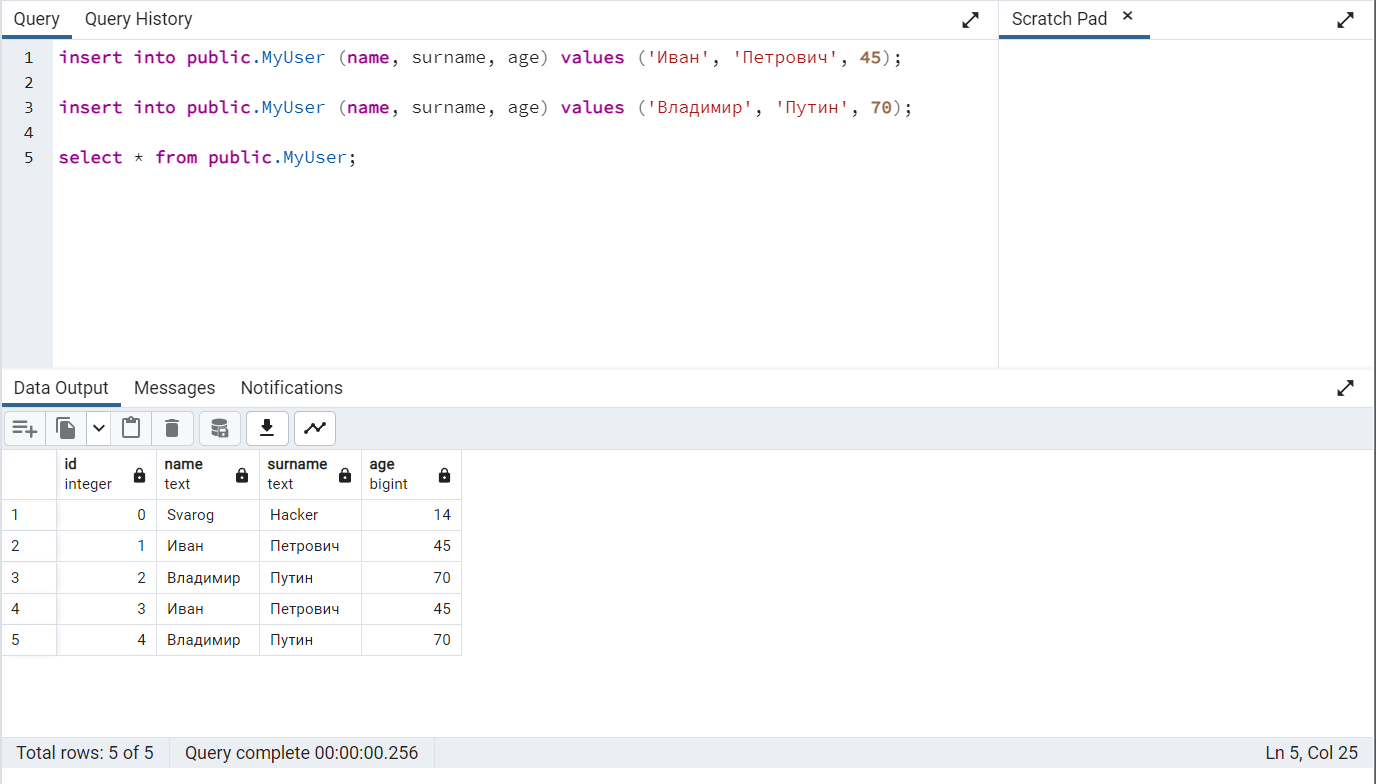 Query Query History Scratch Pad ×
1 insert into public.MyUser (name, surname, age) values ('Иван', 'Петрович', 45);
2
3 insert into public.MyUser (name, surname, age) values ('Владимир', 'Путин', 70);
4
5 select * from public.MyUser;
Data Output Messages Notifications
id name surname age
integer text text bigint
1 0 Svarog Hacker 14
2 1 Иван Петрович 45
3 2 Владимир Путин 70
4 3 Иван Петрович 45
5 4 Владимир Путин 70
Total rows: 5 of 5 Query complete 00:00:00.256 Ln 5, Col 25